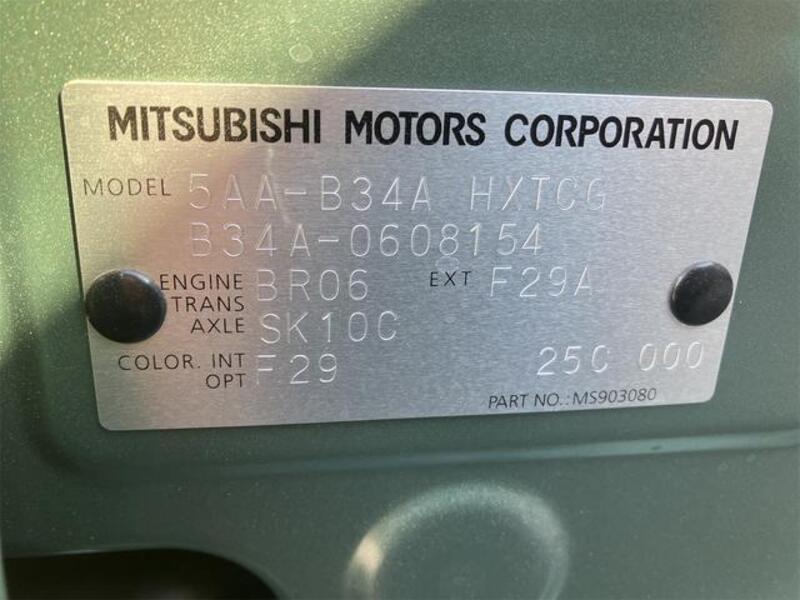 MITSUBISHI MOTORS CORPORATION
MODEL 5AA-B34A HXTCG
B34A-0608154
ENGINE BR06 EXT F29A
TRANS
AXLE SK10C
COLOR. INT
OPT F29 25C 000
PART NO.:MS903080